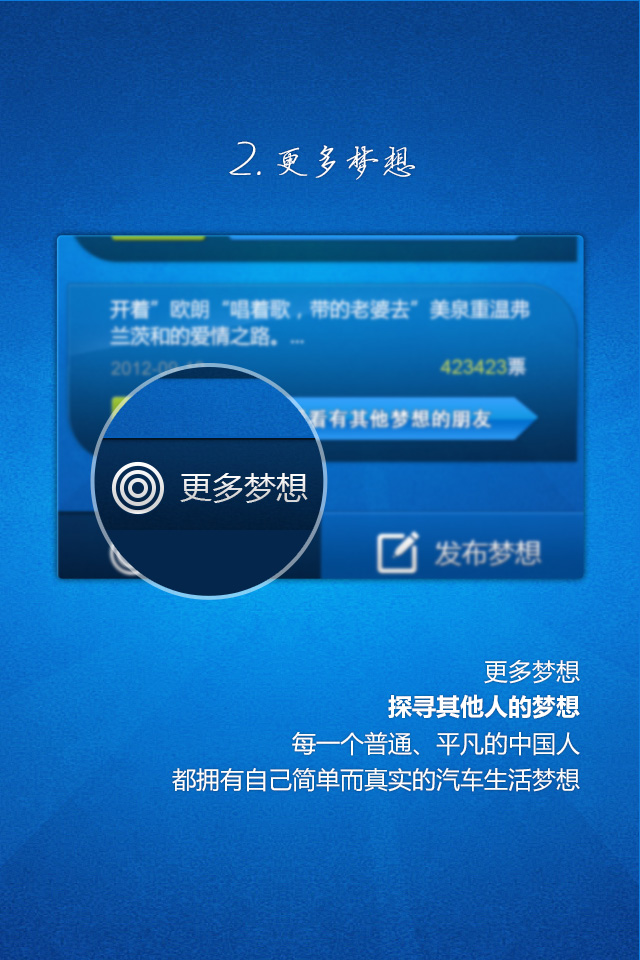 2. 更多梦想
开着”欧朗“唱着歌，带的老婆去”美泉重温弗
兰茨和的爱情之路。...
423423票
看有其他梦想的朋友
更多梦想
发布梦想
更多梦想
探寻其他人的梦想
每一个普通、平凡的中国人
都拥有自己简单而真实的汽车生活梦想